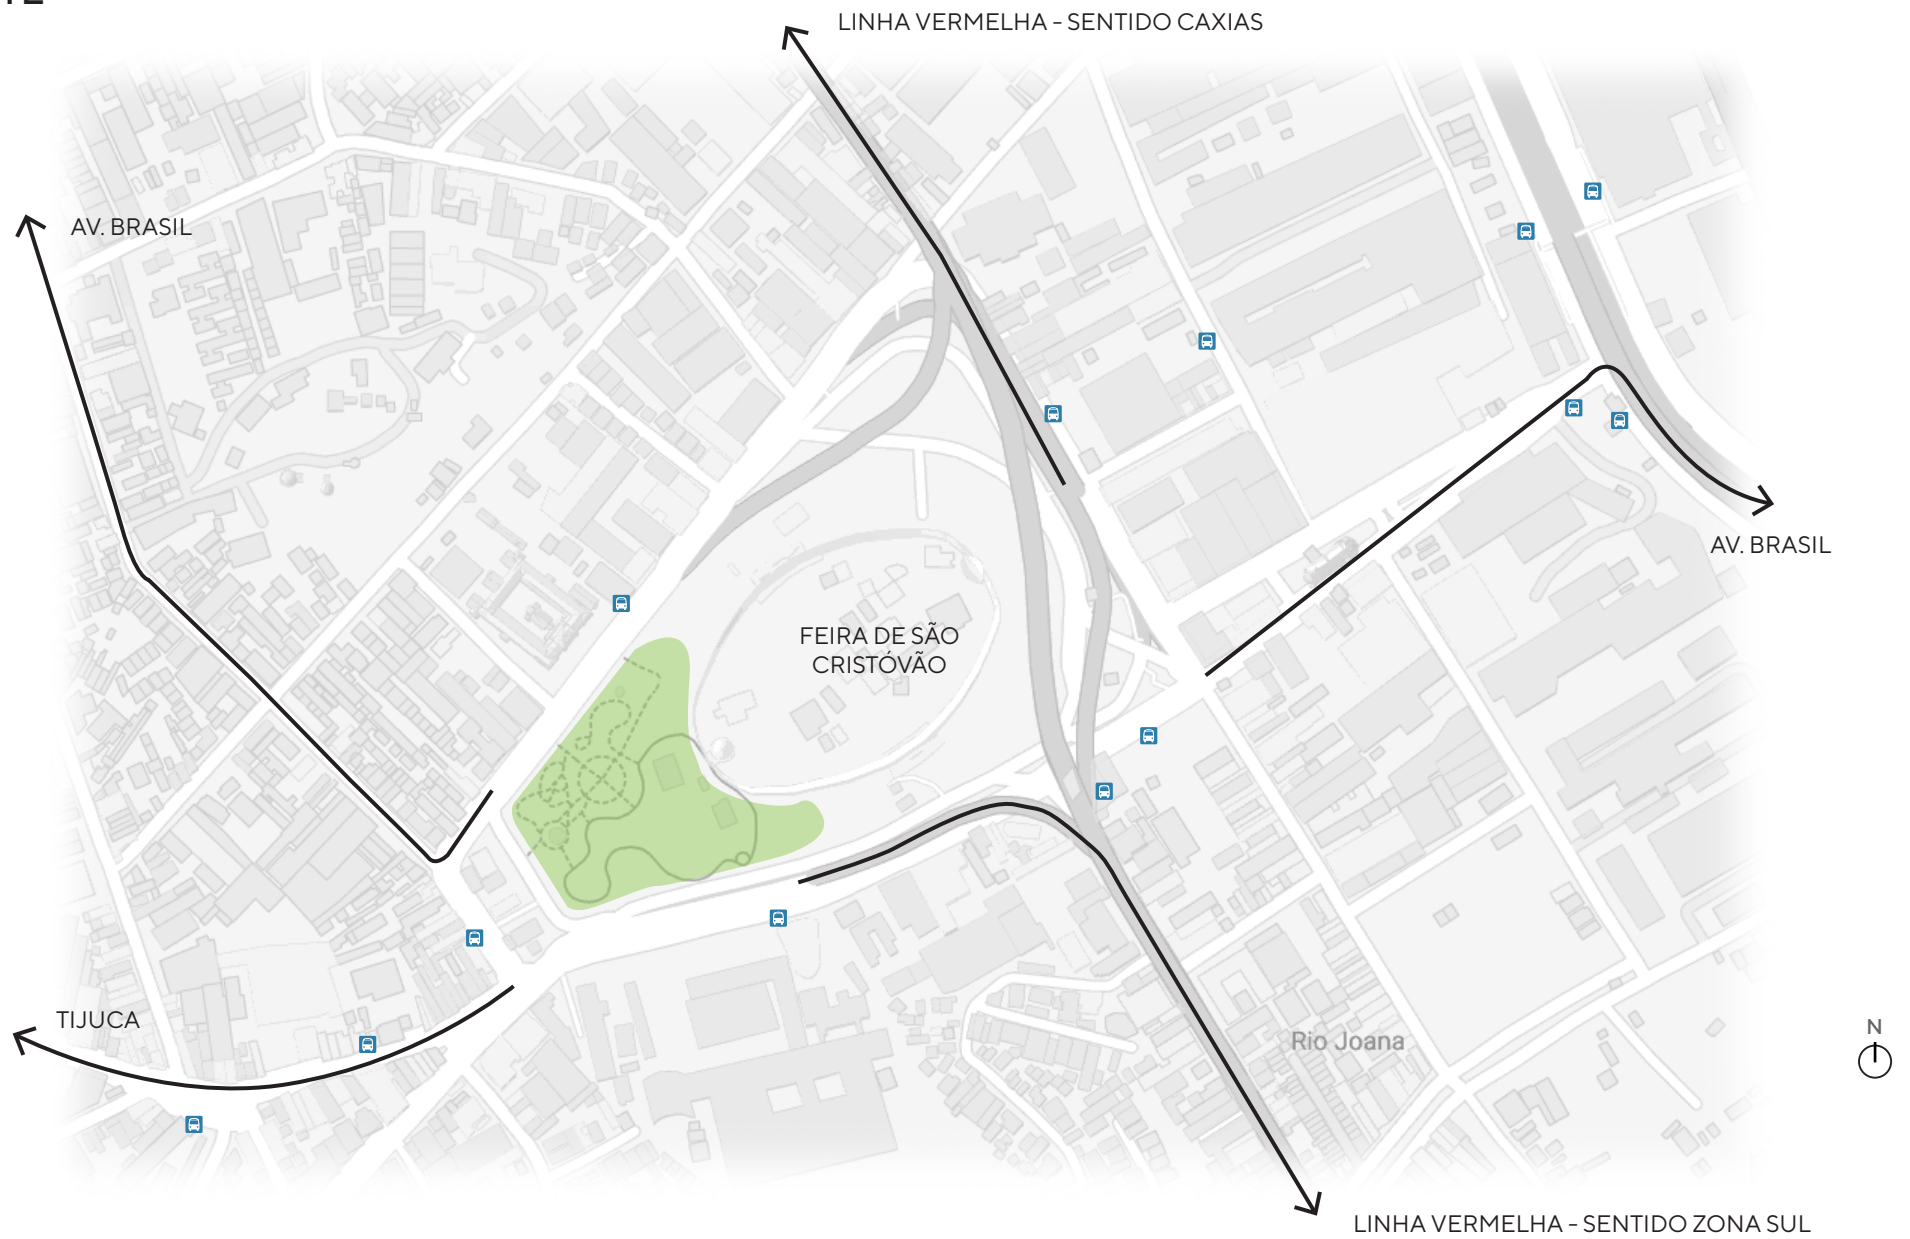 LINHA VERMELHA - SENTIDO CAXIAS
AV. BRASIL
AV. BRASIL
FEIRA DE SÃO
CRISTÓVÃO
TIJUCA
Rio Joana
N
LINHA VERMELHA - SENTIDO ZONA SUL